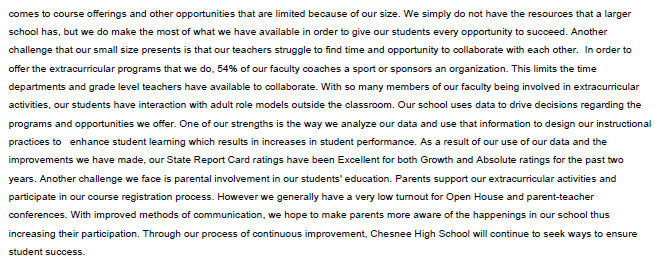 comes to course offerings and other opportunities that are limited because of our size. We simply do not have the resources that a larger
school has, but we do make the most of what we have available in order to give our students every opportunity to succeed. Another
challenge that our small size presents is that our teachers struggle to find time and opportunity to collaborate with each other.  In order to
offer the extracurricular programs that we do, 54% of our faculty coaches a sport or sponsors an organization. This limits the time
departments and grade level teachers have available to collaborate. With so many members of our faculty being involved in extracurricular
activities, our students have interaction with adult role models outside the classroom. Our school uses data to drive decisions regarding the
programs and opportunities we offer. One of our strengths is the way we analyze our data and use that information to design our instructional
practices to   enhance student learning which results in increases in student performance. As a result of our use of our data and the
improvements we have made, our State Report Card ratings have been Excellent for both Growth and Absolute ratings for the past two
years. Another challenge we face is parental involvement in our students' education. Parents support our extracurricular activities and
participate in our course registration process. However we generally have a very low turnout for Open House and parent-teacher
conferences. With improved methods of communication, we hope to make parents more aware of the happenings in our school thus
increasing their participation. Through our process of continuous improvement, Chesnee High School will continue to seek ways to ensure
student success.